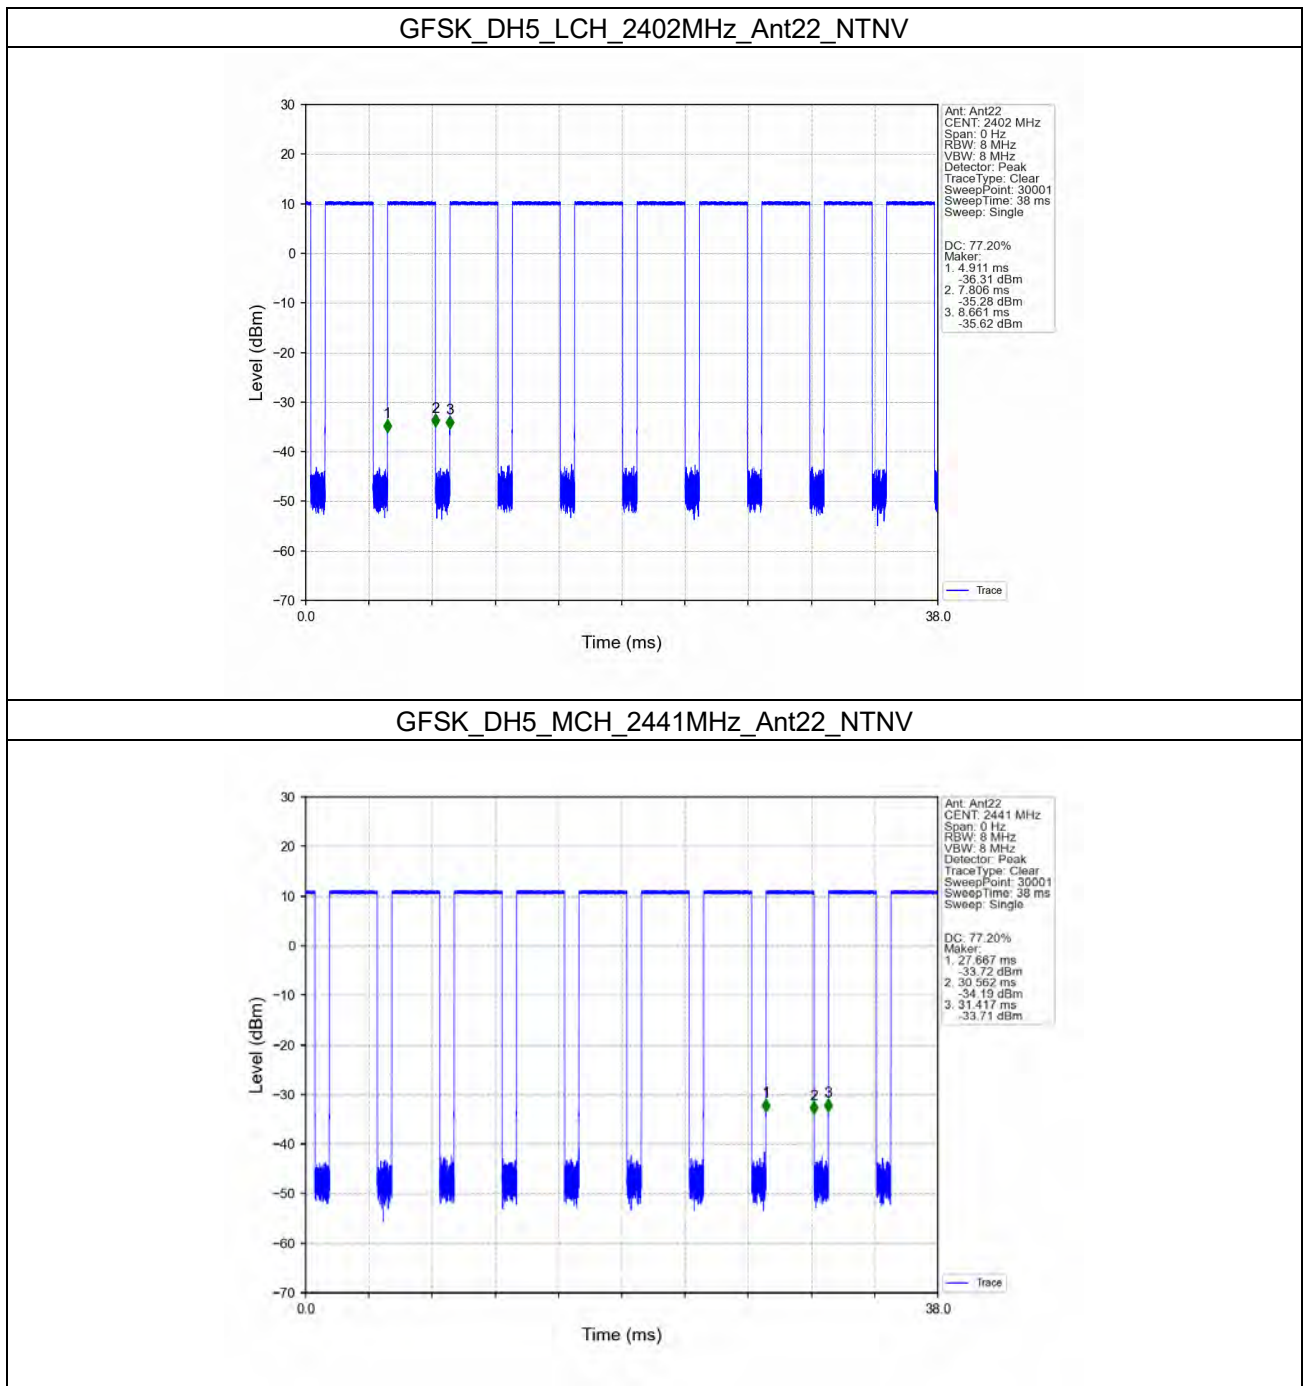 GFSK_DH5_LCH_2402MHz_Ant22_NTNV
30
20
10
0
−10
−20
−30
−40
−50
−60
−70
Level (dBm)
0.0
38.0
Time (ms)
1
2
3
Ant: Ant22
CENT: 2402 MHz
Span: 0 Hz
RBW: 8 MHz
VBW: 8 MHz
Detector: Peak
TraceType: Clear
SweepPoint: 30001
SweepTime: 38 ms
Sweep: Single
DC: 77.20%
Maker:
1. 4.911 ms
-36.31 dBm
2. 7.806 ms
-35.28 dBm
3. 8.661 ms
-35.62 dBm
Trace
GFSK_DH5_MCH_2441MHz_Ant22_NTNV
30
20
10
0
−10
−20
−30
−40
−50
−60
−70
Level (dBm)
0.0
38.0
Time (ms)
1
2
3
Ant: Ant22
CENT: 2441 MHz
Span: 0 Hz
RBW: 8 MHz
VBW: 8 MHz
Detector: Peak
TraceType: Clear
SweepPoint: 30001
SweepTime: 38 ms
Sweep: Single
DC: 77.20%
Maker:
1. 27.667 ms
-33.72 dBm
2. 30.562 ms
-34.19 dBm
3. 31.417 ms
-33.71 dBm
Trace